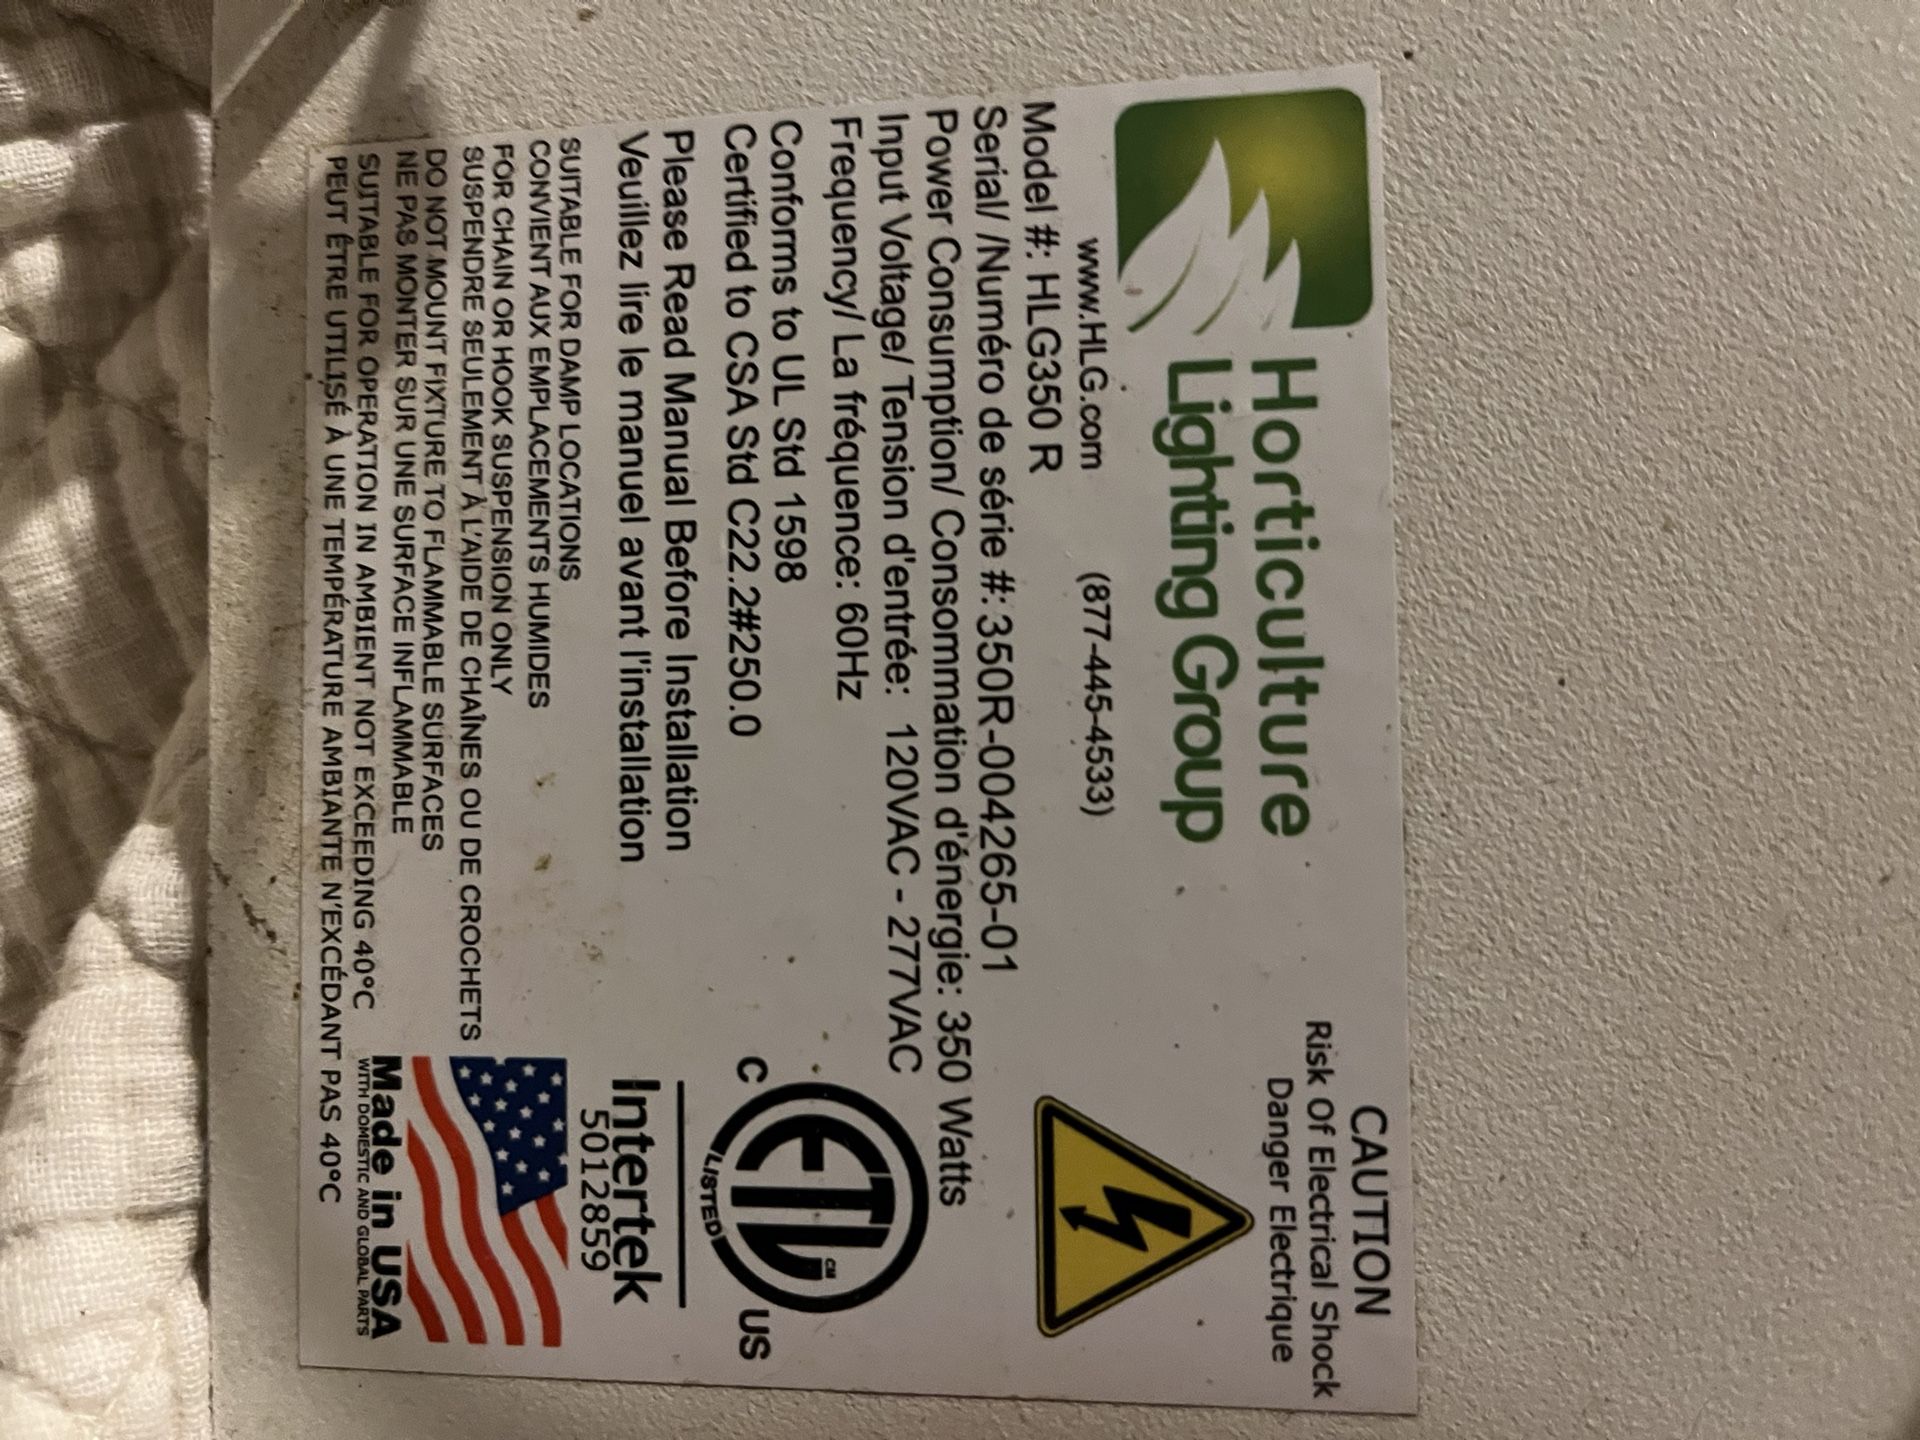 Horticulture
Lighting Group
www.HLG.com (877-445-4533)
CAUTION
Risk Of Electrical Shock
Danger Electrique
Model #: HLG350 R
Serial/ /Numéro de série #: 350R-004265-01
Power Consumption/ Consommation d'énergie: 350 Watts
Input Voltage/ Tension d'entrée: 120VAC - 277VAC
Frequency/ La fréquence: 60Hz
Conforms to UL Std 1598
Certified to CSA Std C22.2#250.0
Please Read Manual Before Installation
Veuillez lire le manuel avant l'installation
SUITABLE FOR DAMP LOCATIONS
CONVIENT AUX EMPLACEMENTS HUMIDES
FOR CHAIN OR HOOK SUSPENSION ONLY
SUSPENDRE SEULEMENT À L'AIDE DE CHAÎNES OU DE CROCHETS
DO NOT MOUNT FIXTURE TO FLAMMABLE SURFACES
NE PAS MONTER SUR UNE SURFACE INFLAMMABLE
SUITABLE FOR OPERATION IN AMBIENT NOT EXCEEDING 40°C
PEUT ÊTRE UTILISÉ À UNE TEMPÉRATURE AMBIANTE N'EXCÉDANT PAS 40°C
ETL CM
LISTED
C US
Intertek
5012859
Made in USA
WITH DOMESTIC AND GLOBAL PARTS